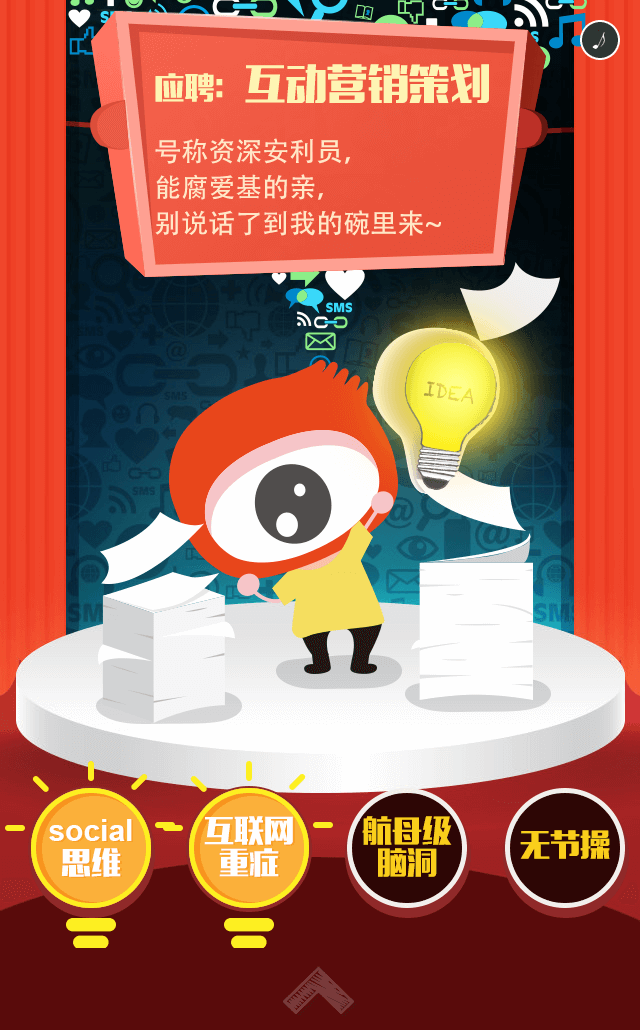 应聘：互动营销策划
号称资深安利员，
能腐爱基的亲，
别说话了到我的碗里来~
SMS
IDEA
social
思维
互联网
重症
航母级
脑洞
无节操